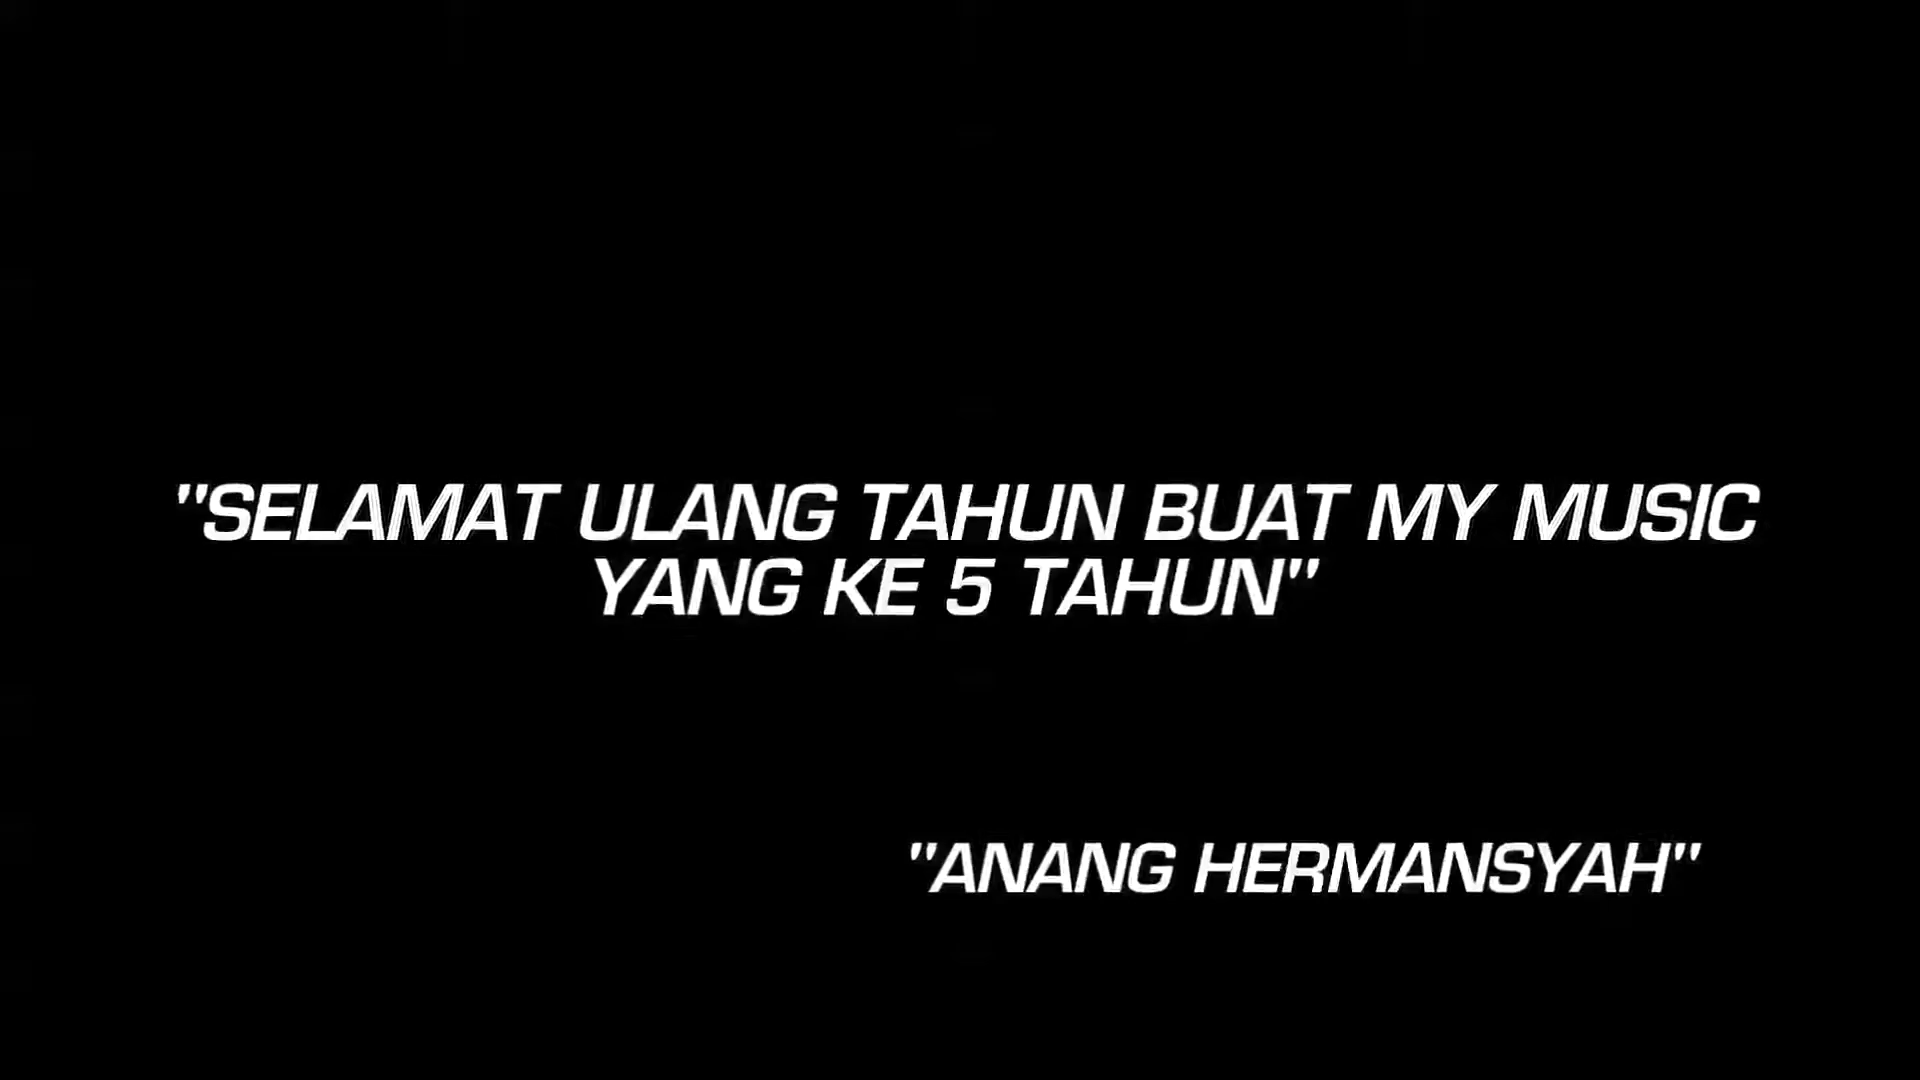 "SELAMAT ULANG TAHUN BUAT MY MUSIC
YANG KE 5 TAHUN"
"ANANG HERMANSYAH"